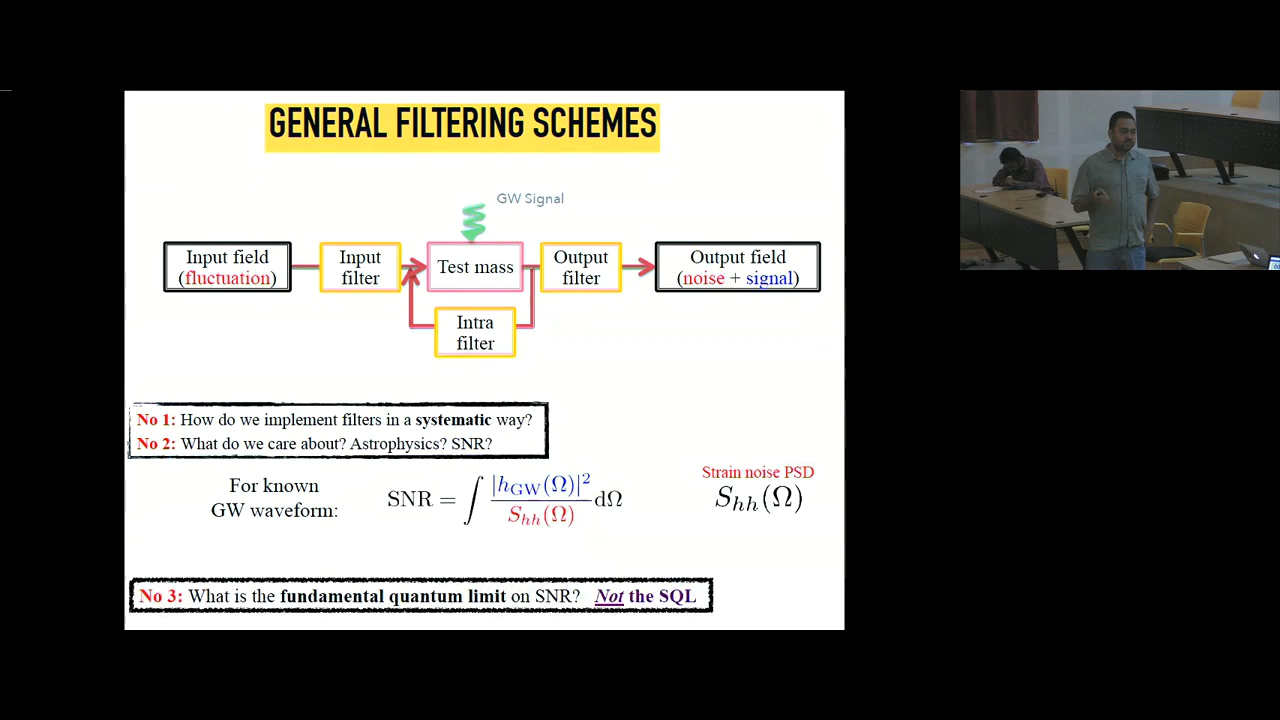 GENERAL FILTERING SCHEMES
GW Signal
Input field
(fluctuation)
Input
filter
Test mass
Output
filter
Output field
(noise + signal)
Intra
filter
No 1: How do we implement filters in a systematic way?
No 2: What do we care about? Astrophysics? SNR?
For known
GW waveform:
SNR = ∫ |h_GW(Ω)|² / S_hh(Ω) dΩ
Strain noise PSD
S_hh(Ω)
No 3: What is the fundamental quantum limit on SNR? Not the SQL